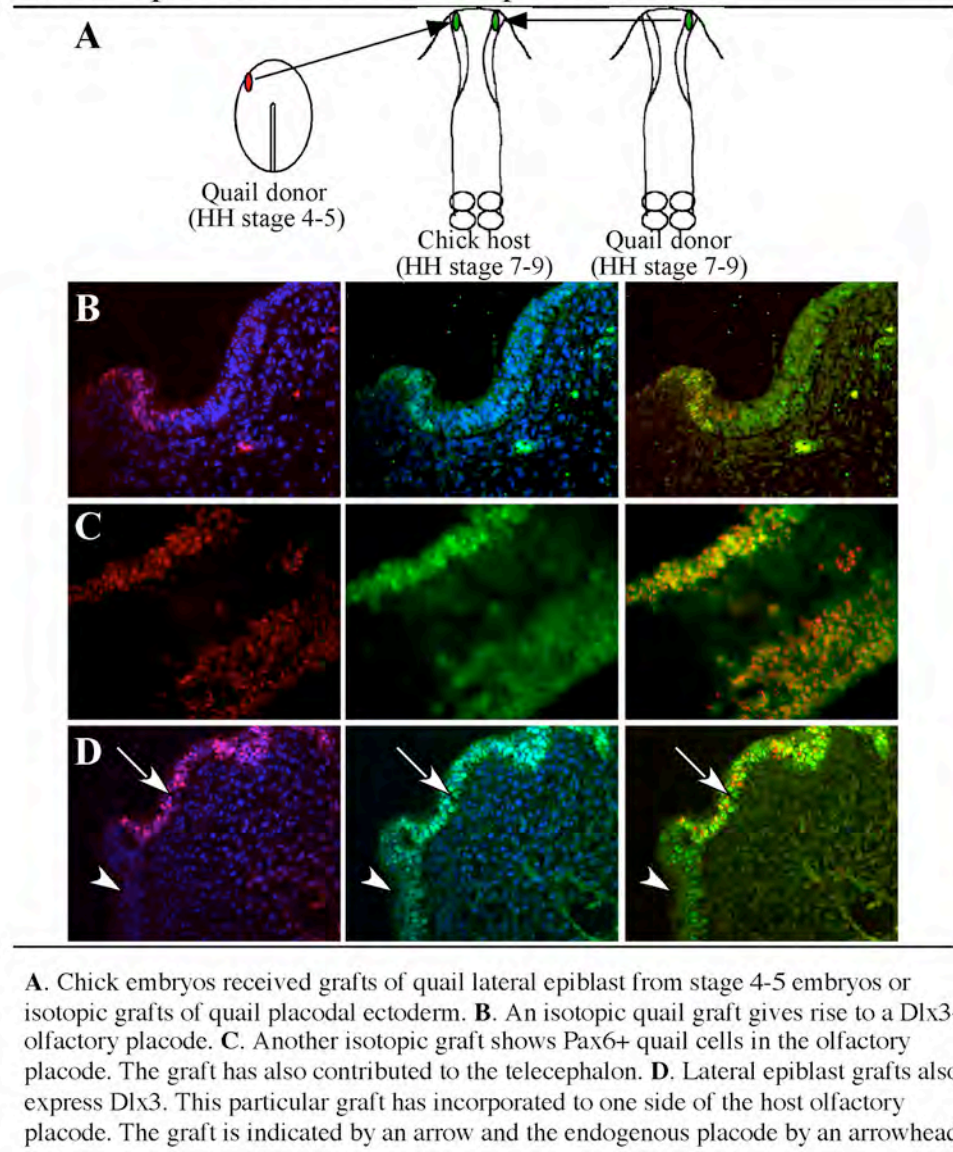 A
Quail donor
(HH stage 4-5)
Chick host
(HH stage 7-9)
Quail donor
(HH stage 7-9)
B
C
D
A. Chick embryos received grafts of quail lateral epiblast from stage 4-5 embryos or
isotopic grafts of quail placodal ectoderm. B. An isotopic quail graft gives rise to a Dlx3
olfactory placode. C. Another isotopic graft shows Pax6+ quail cells in the olfactory
placode. The graft has also contributed to the telecephalon. D. Lateral epiblast grafts also
express Dlx3. This particular graft has incorporated to one side of the host olfactory
placode. The graft is indicated by an arrow and the endogenous placode by an arrowhead